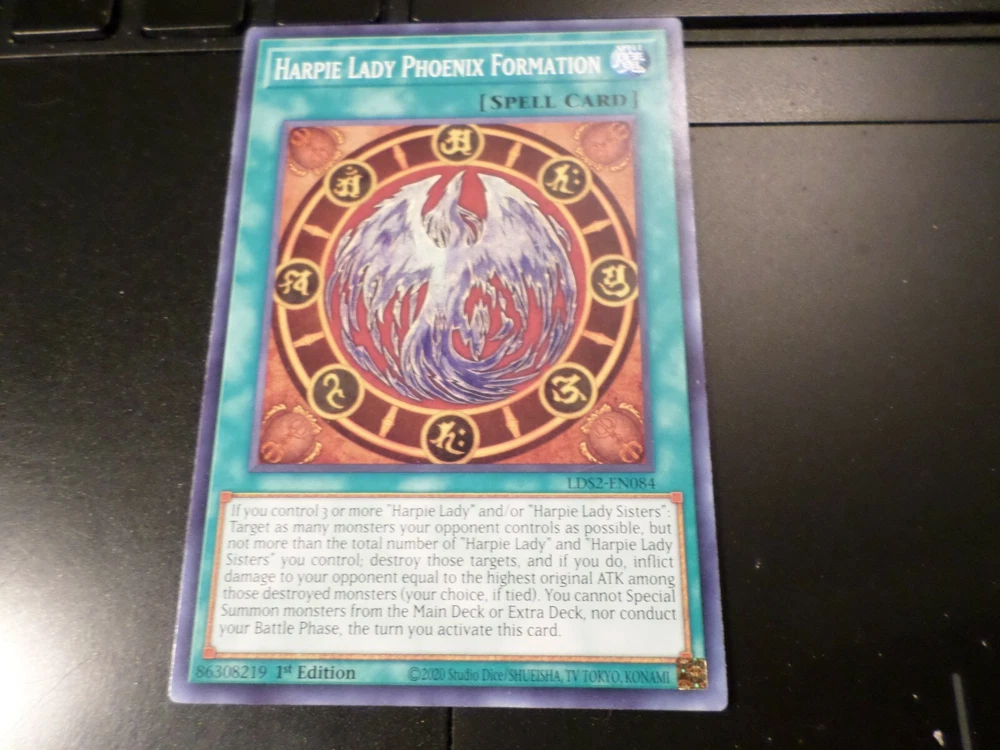 HARPIE LADY PHOENIX FORMATION
[SPELL CARD]
LDS2-EN084
If you control 3 or more "Harpie Lady" and/or "Harpie Lady Sisters":
Target as many monsters your opponent controls as possible, but
not more than the total number of "Harpie Lady" and "Harpie Lady
Sisters" you control; destroy those targets, and if you do, inflict
damage to your opponent equal to the highest original ATK among
those destroyed monsters (your choice, if tied). You cannot Special
Summon monsters from the Main Deck or Extra Deck, nor conduct
your Battle Phase, the turn you activate this card.
86308219 1st Edition ©2020 Studio Dice/SHUEISHA, TV TOKYO, KONAMI